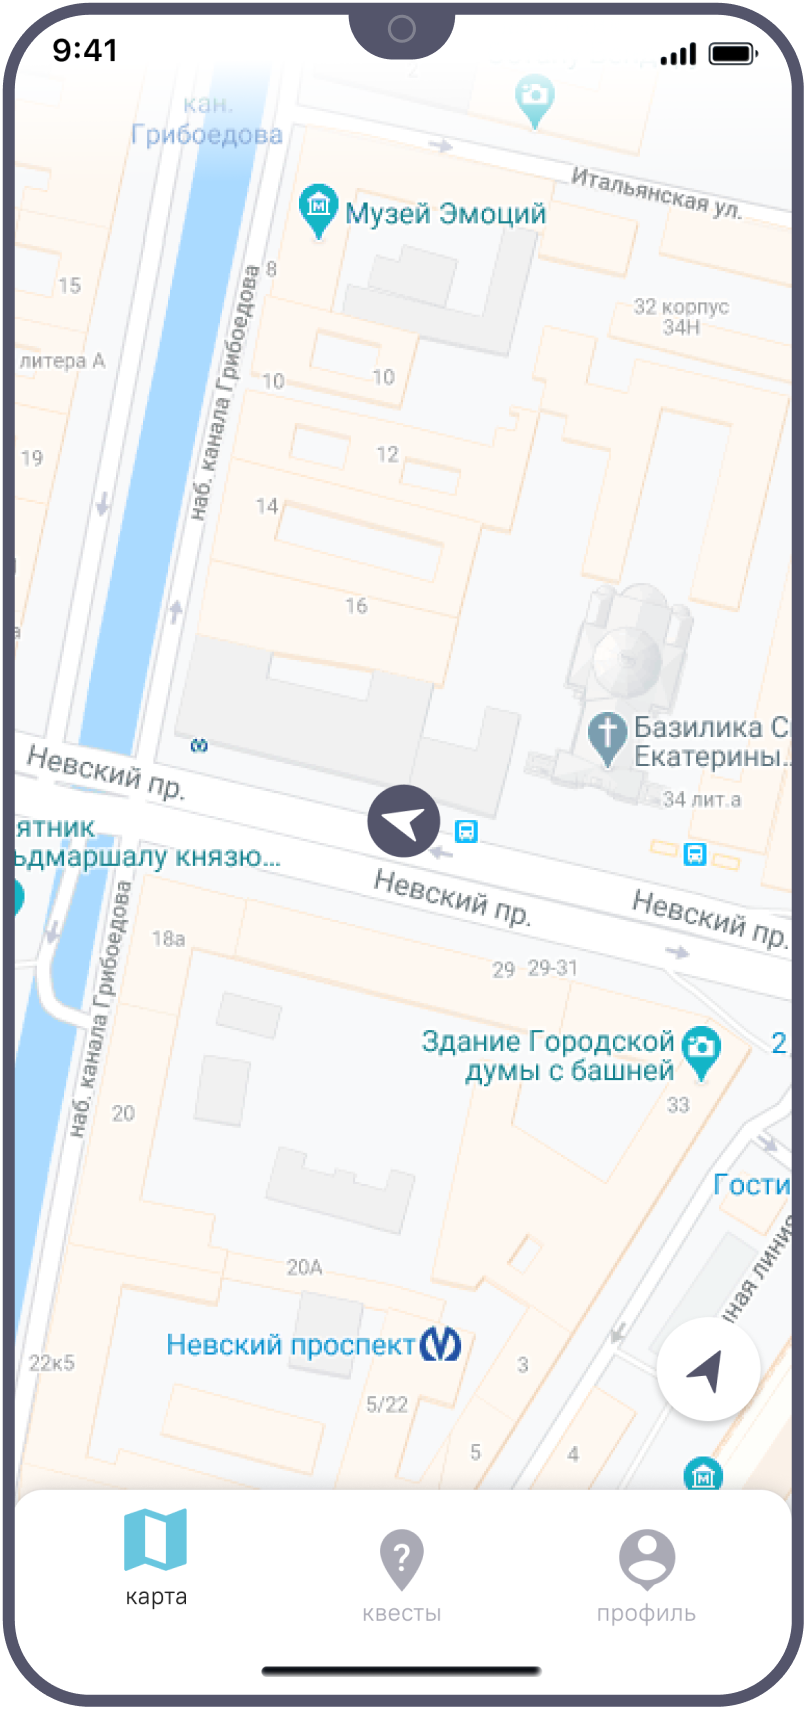 9:41
кан.
Грибоедова
Итальянская ул.
Музей Эмоций
8
15
наб. канала Грибоедова
32 корпус
34Н
литера А
10
10
12
19
14
16
Базилика С
Екатерины...
Невский пр.
34 лит.а
ятник
ьдмаршалу князю...
Невский пр.
Невский пр.
наб. канала Грибоедова
18а
29
29-31
Здание Городской
думы с башней
2
33
20
Гости
ная линия
20А
Невский проспект
22к5
3
5/22
5
4
карта
квесты
профиль